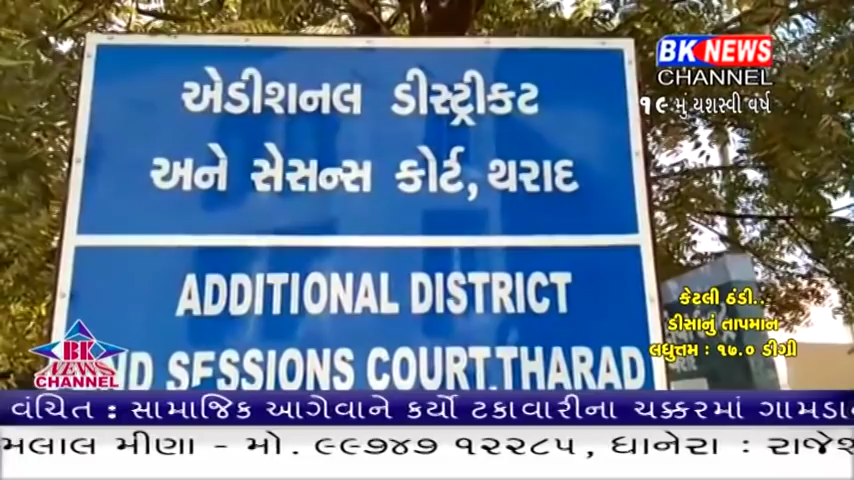 એડીશનલ ડીસ્ટ્રીકટ
અને સેસન્સ કોર્ટ,થરાદ
ADDITIONAL DISTRICT
SESSIONS COURT,THARAD
BK NEWS
CHANNEL
૧૯ મુ યશસ્વી વર્ષ
કેટલી ઠંડી..
ડીસાનું તાપમાન
લઘુત્તમ : ૧૭.૦ ડીગ્રી
BK
NEWS
CHANNEL
વંચિત : સામાજિક આગેવાને કર્યો ટકાવારીના ચક્કરમાં ગામડા
મલાલ મીણા - મો. ૯૯૭૪૭ ૧૨૨૮૫, ધાનેરા : રાજેશ